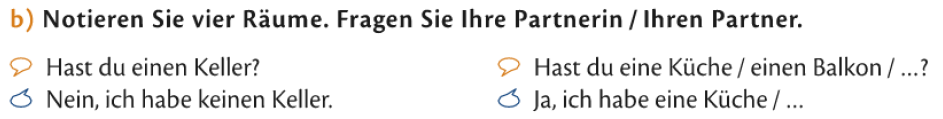 b) Notieren Sie vier Räume. Fragen Sie Ihre Partnerin / Ihren Partner.
Hast du einen Keller?
Nein, ich habe keinen Keller.
Hast du eine Küche / einen Balkon / ...?
Ja, ich habe eine Küche / ...